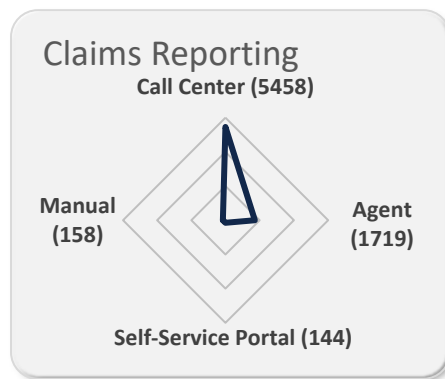 Claims Reporting
Call Center (5458)
Manual
(158)
Agent
(1719)
Self-Service Portal (144)